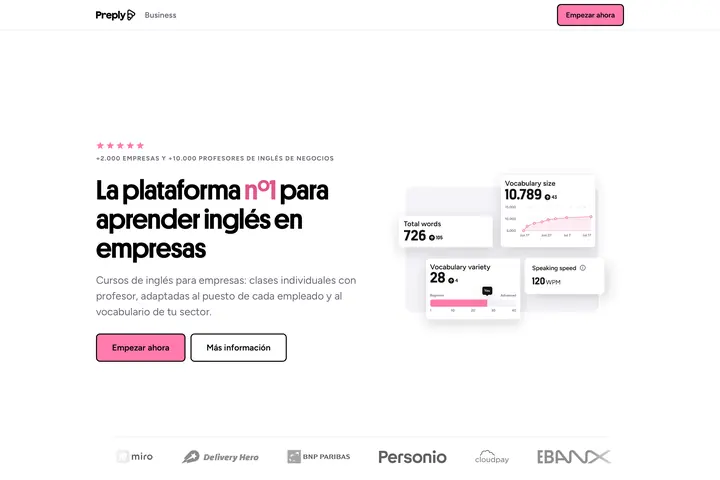 Preply
Business
Empezar ahora
+2.000 EMPRESAS Y +10.000 PROFESORES DE INGLÉS DE NEGOCIOS
La plataforma nº1 para
aprender inglés en
empresas
Cursos de inglés para empresas: clases individuales con
profesor, adaptadas al puesto de cada empleado y al
vocabulario de tu sector.
Empezar ahora
Más información
Vocabulary size
10.789
43
Total words
726
105
Vocabulary variety
28
4
Beginner
Advanced
Speaking speed
120 WPM
miro
Delivery Hero
BNP PARIBAS
Personio
cloudpay
EBANX